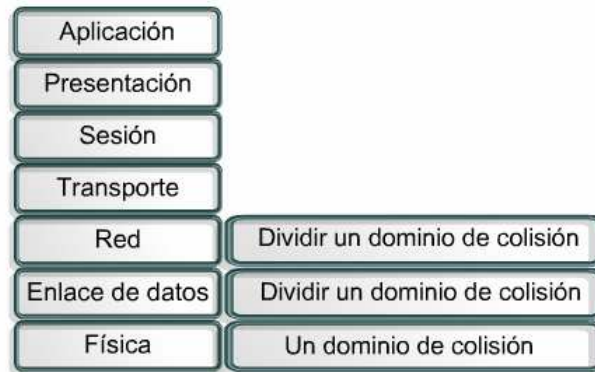 Aplicación
Presentación
Sesión
Transporte
Red Dividir un dominio de colisión
Enlace de datos Dividir un dominio de colisión
Física Un dominio de colisión